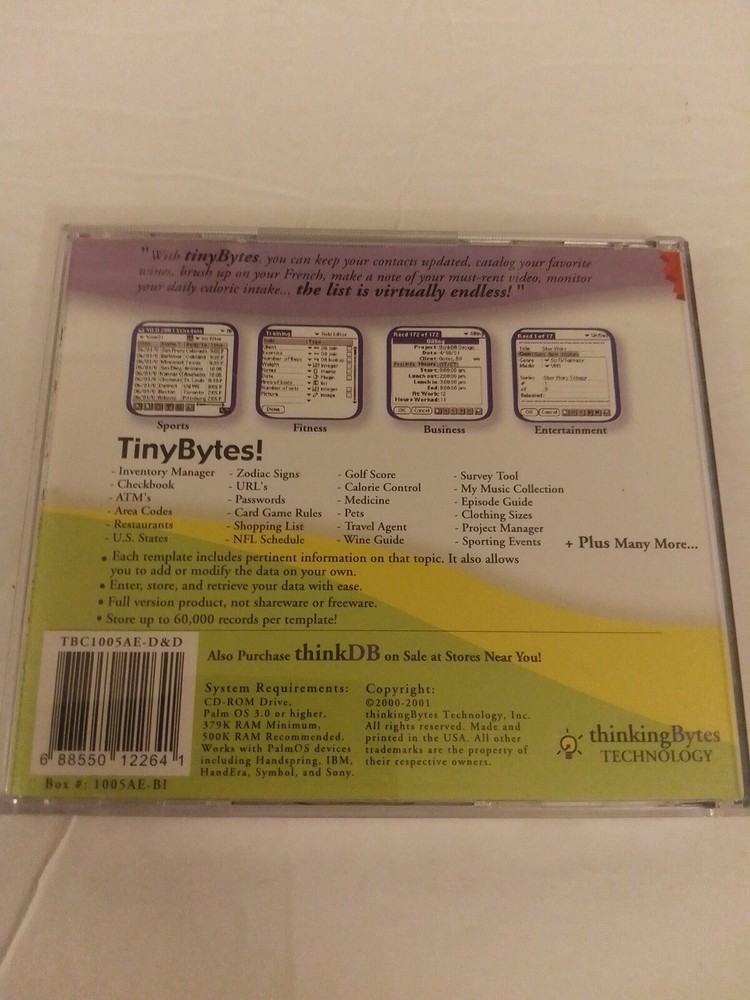 "With tinyBytes, you can keep your contacts updated, catalog your favorite
wines, brush up on your French, make a note of your must-rent video, monitor
your daily caloric intake... the list is virtually endless! "
Sports
Fitness
Business
Entertainment
TinyBytes!
- Inventory Manager
- Checkbook
- ATM's
- Area Codes
- Restaurants
- U.S. States
- Zodiac Signs
- URL's
- Passwords
- Card Game Rules
- Shopping List
- NFL Schedule
- Golf Score
- Calorie Control
- Medicine
- Pets
- Travel Agent
- Wine Guide
- Survey Tool
- My Music Collection
- Episode Guide
- Clothing Sizes
- Project Manager
- Sporting Events
+ Plus Many More...
• Each template includes pertinent information on that topic. It also allows
you to add or modify the data on your own.
• Enter, store, and retrieve your data with ease.
• Full version product, not shareware or freeware.
• Store up to 60,000 records per template!
TBC1005AE-D&D
6 88550 12264 1
Box #: 1005AE-BI
Also Purchase thinkDB on Sale at Stores Near You!
System Requirements:
CD-ROM Drive,
Palm OS 3.0 or higher,
379K RAM Minimum,
500K RAM Recommended.
Works with PalmOS devices
including Handspring, IBM,
HandEra, Symbol, and Sony.
Copyright:
©2000-2001
thinkingBytes Technology, Inc.
All rights reserved. Made and
printed in the USA. All other
trademarks are the property of
their respective owners.
thinkingBytes
TECHNOLOGY